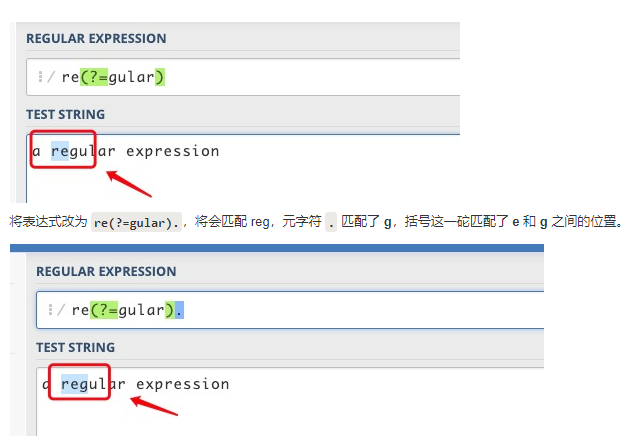 REGULAR EXPRESSION
/ re(?=gular)
TEST STRING
a regular expression
将表达式改为 re(?=gular).，将会匹配 reg，元字符 . 匹配了 g，括号这一砣匹配了 e 和 g 之间的位置。
REGULAR EXPRESSION
/ re(?=gular).
TEST STRING
a regular expression